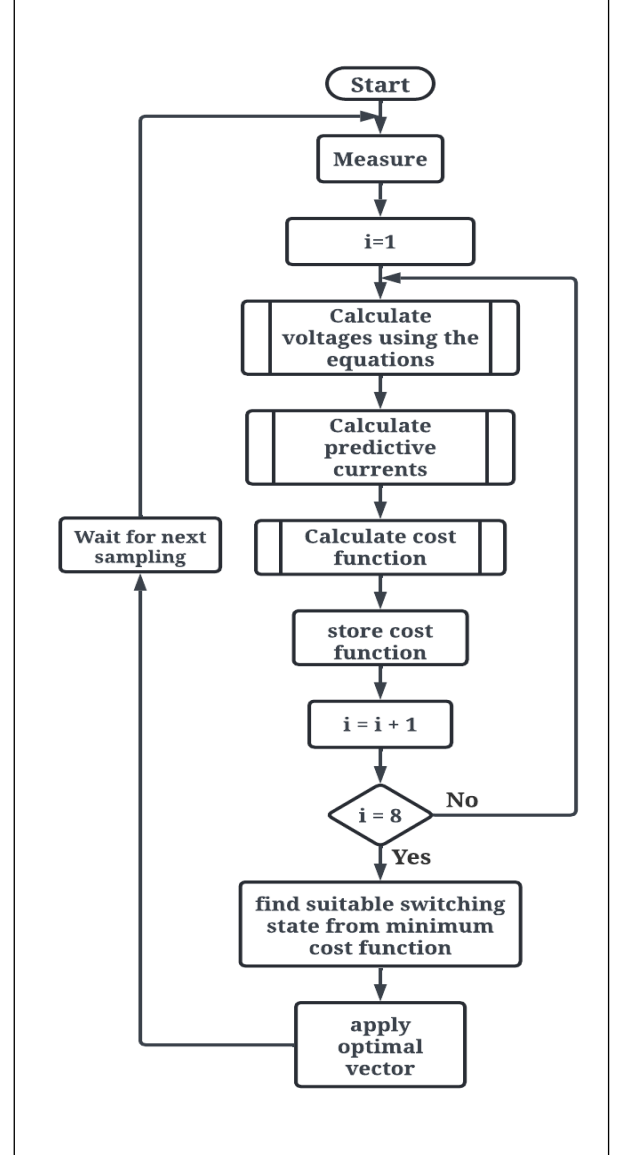 Start
Measure
i=1
Calculate
voltages using the
equations
Calculate
predictive
currents
Calculate cost
function
Wait for next
sampling
store cost
function
i = i + 1
No
i = 8
Yes
find suitable switching
state from minimum
cost function
apply
optimal
vector